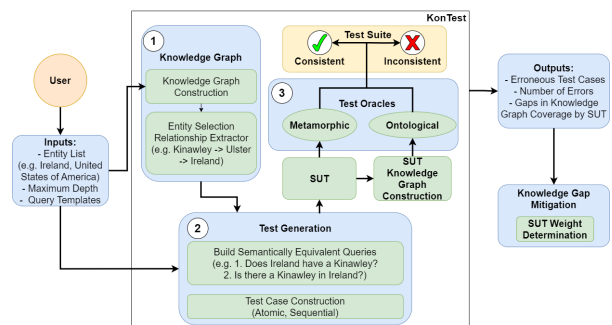 KonTest
1
Knowledge Graph
Knowledge Graph
Construction
Entity Selection
Relationship Extractor
(e.g. Kinawley -> Ulster
-> Ireland)
User
Inputs:
- Entity List
(e.g. Ireland, United
States of America)
- Maximum Depth
- Query Templates
Test Suite
Consistent
Inconsistent
3
Test Oracles
Metamorphic
Ontological
SUT
SUT
Knowledge
Graph
Construction
2
Test Generation
Build Semantically Equivalent Queries
(e.g. 1. Does Ireland have a Kinawley?
2. Is there a Kinawley in Ireland?)
Test Case Construction
(Atomic, Sequential)
Outputs:
- Erroneous Test Cases
- Number of Errors
- Gaps in Knowledge
Graph Coverage by SUT
Knowledge Gap
Mitigation
SUT Weight
Determination